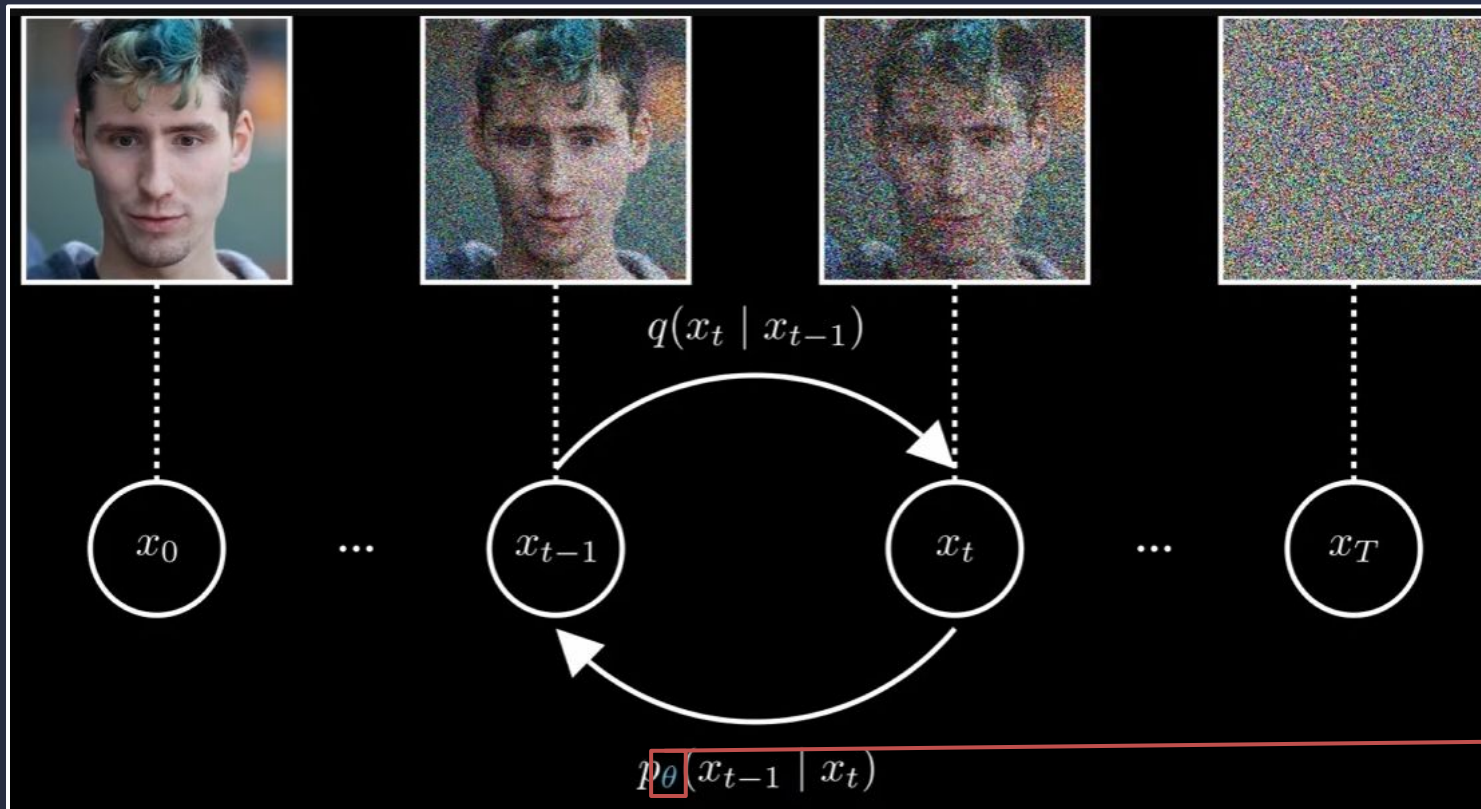 q(x_t | x_{t−1})
x_0 ... x_{t−1} x_t ... x_T
p_θ(x_{t−1} | x_t)